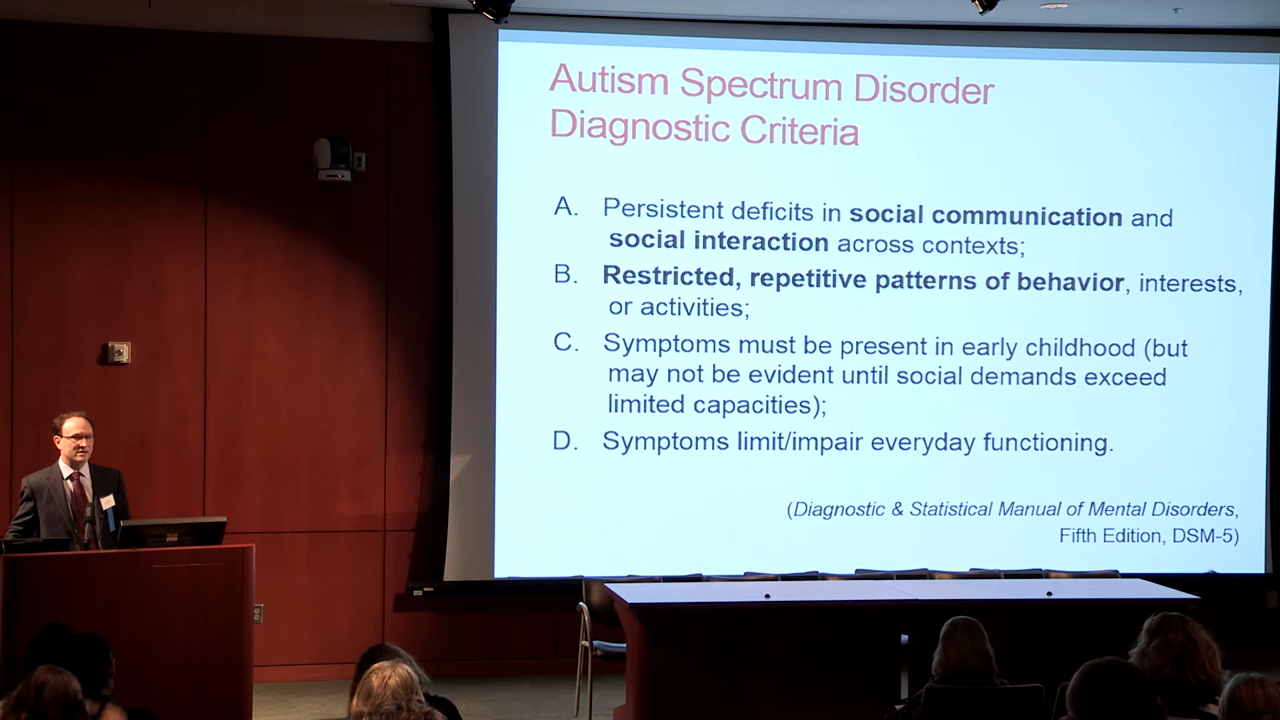 Autism Spectrum Disorder
Diagnostic Criteria
A. Persistent deficits in social communication and
social interaction across contexts;
B. Restricted, repetitive patterns of behavior, interests,
or activities;
C. Symptoms must be present in early childhood (but
may not be evident until social demands exceed
limited capacities);
D. Symptoms limit/impair everyday functioning.
(Diagnostic & Statistical Manual of Mental Disorders,
Fifth Edition, DSM-5)